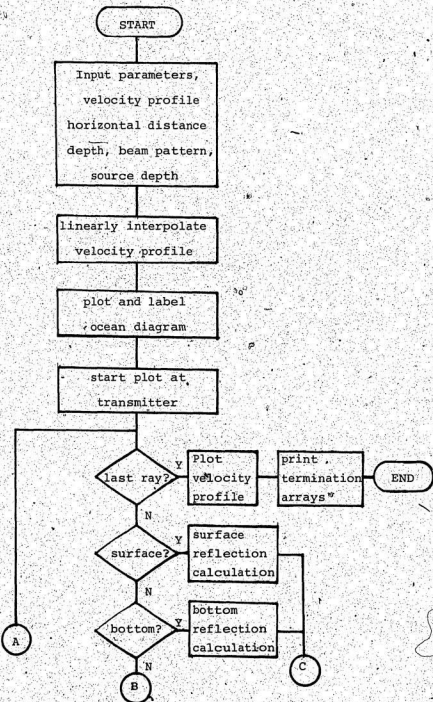 START
Input parameters,
velocity profile
horizontal distance
depth, beam pattern,
source depth
linearly interpolate
velocity profile
plot and label
ocean diagram
start plot at
transmitter
last ray?
Y
Plot
velocity
profile
print
termination
arrays
END
N
surface?
Y
surface
reflection
calculation
N
bottom?
Y
bottom
reflection
calculation
A
N
C
B